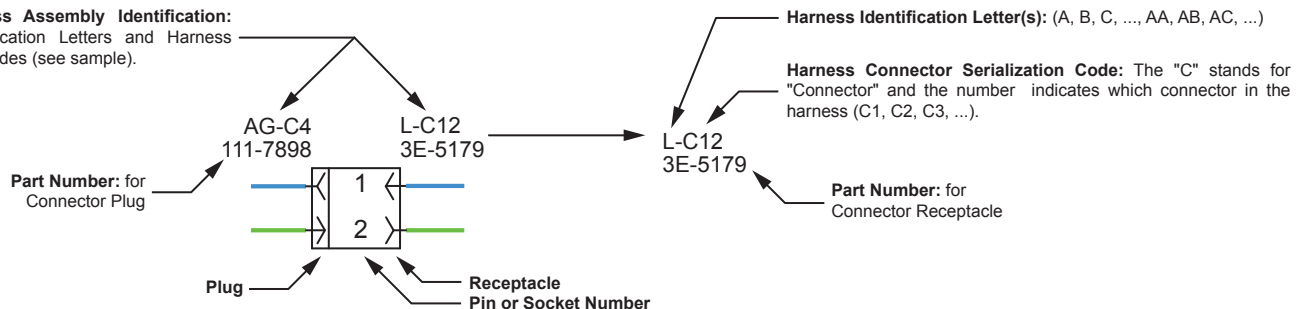 ss Assembly Identification:
cation Letters and Harness
des (see sample).
AG-C4
111-7898
L-C12
3E-5179
Part Number: for
Connector Plug
1
2
Plug
Receptacle
Pin or Socket Number
Harness Identification Letter(s): (A, B, C, ..., AA, AB, AC, ...)
Harness Connector Serialization Code: The "C" stands for
"Connector" and the number indicates which connector in the
harness (C1, C2, C3, ...).
L-C12
3E-5179
Part Number: for
Connector Receptacle